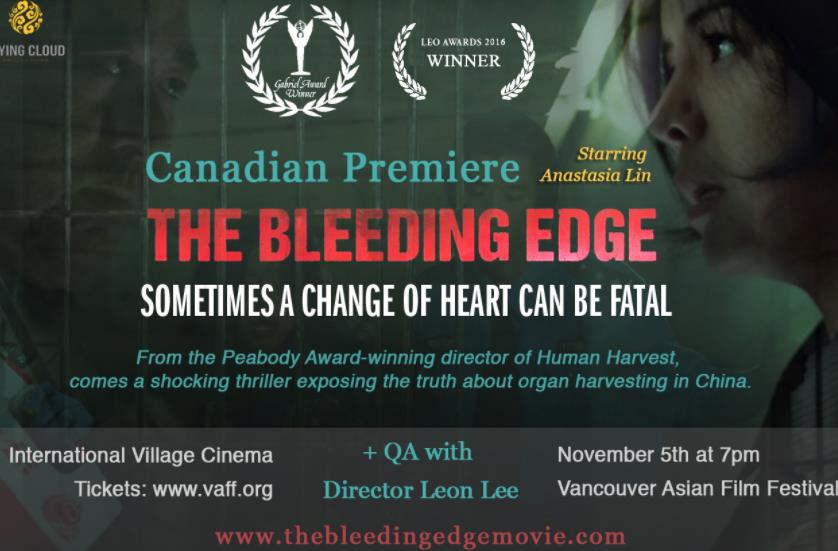 YING CLOUD
Gabriel Award
Winner
LEO AWARDS 2016
WINNER
Canadian Premiere
Starring
Anastasia Lin
THE BLEEDING EDGE
SOMETIMES A CHANGE OF HEART CAN BE FATAL
From the Peabody Award-winning director of Human Harvest,
comes a shocking thriller exposing the truth about organ harvesting in China.
International Village Cinema
Tickets: www.vaff.org
+ QA with
Director Leon Lee
November 5th at 7pm
Vancouver Asian Film Festival
www.thebleedingedgemovie.com